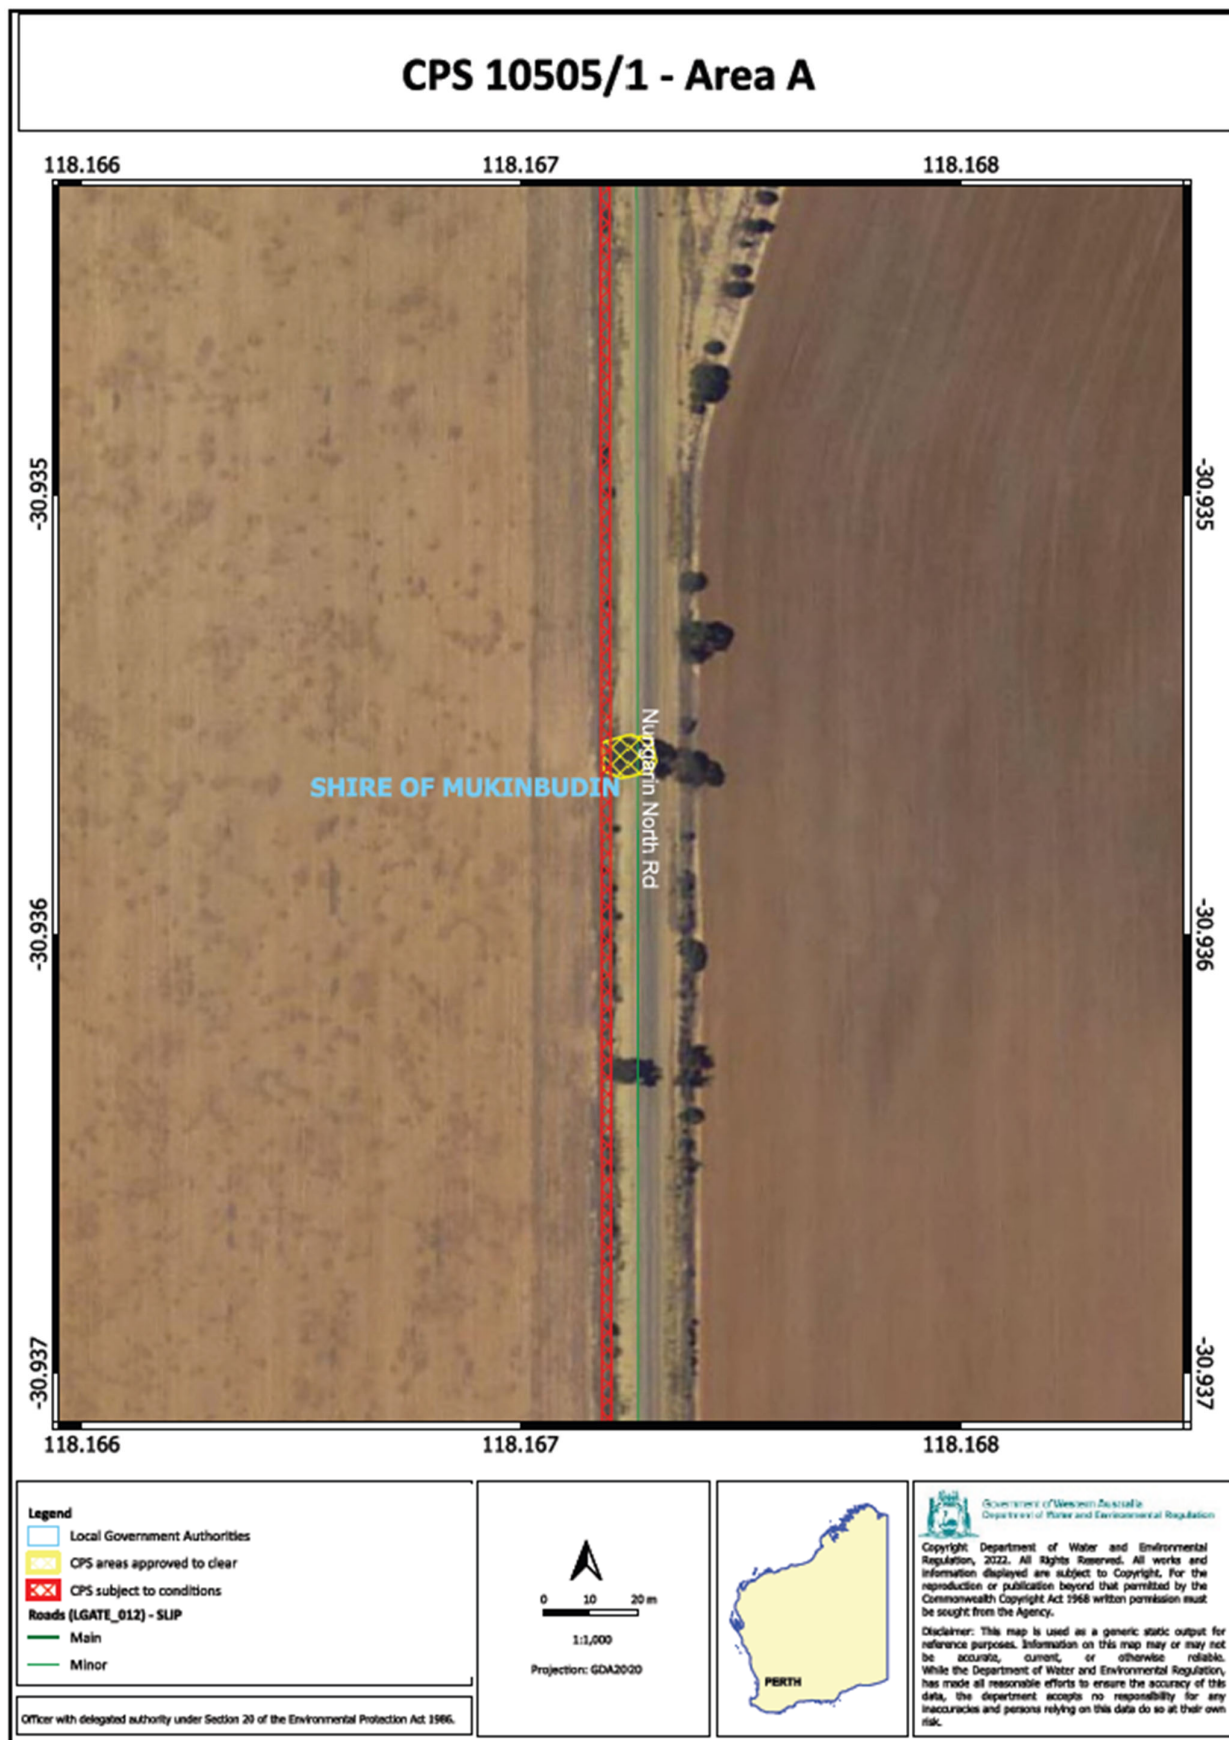 CPS 10505/1 - Area A
118.166 118.167 118.168
-30.935 -30.935
Nungarin North Rd
SHIRE OF MUKINBUDIN
-30.936 -30.936
-30.937 -30.937
118.166 118.167 118.168
Legend
Local Government Authorities
CPS areas approved to clear
CPS subject to conditions
Roads (LGATE_012) - SLIP
Main
Minor
Officer with delegated authority under Section 20 of the Environmental Protection Act 1986.
0 10 20 m
1:1,000
Projection: GDA2020
PERTH
Government of Western Australia
Department of Water and Environmental Regulation
Copyright Department of Water and Environmental
Regulation, 2022. All Rights Reserved. All works and
information displayed are subject to Copyright. For the
reproduction or publication beyond that permitted by the
Commonwealth Copyright Act 1968 written permission must
be sought from the Agency.
Disclaimer: This map is used as a generic static output for
reference purposes. Information on this map may or may not
be accurate, current, or otherwise reliable.
While the Department of Water and Environmental Regulation,
has made all reasonable efforts to ensure the accuracy of this
data, the department accepts no responsibility for any
inaccuracies and persons relying on this data do so at their own
risk.